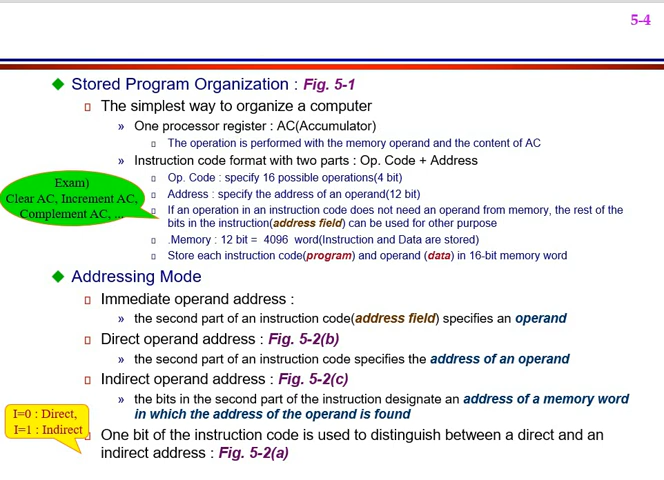 5-4
Stored Program Organization : Fig. 5-1
The simplest way to organize a computer
» One processor register : AC(Accumulator)
The operation is performed with the memory operand and the content of AC
» Instruction code format with two parts : Op. Code + Address
Op. Code : specify 16 possible operations(4 bit)
Address : specify the address of an operand(12 bit)
If an operation in an instruction code does not need an operand from memory, the rest of the
bits in the instruction(address field) can be used for other purpose
.Memory : 12 bit = 4096 word(Instruction and Data are stored)
Store each instruction code(program) and operand (data) in 16-bit memory word
Exam)
Clear AC, Increment AC,
Complement AC, ...
Addressing Mode
Immediate operand address :
» the second part of an instruction code(address field) specifies an operand
Direct operand address : Fig. 5-2(b)
» the second part of an instruction code specifies the address of an operand
Indirect operand address : Fig. 5-2(c)
» the bits in the second part of the instruction designate an address of a memory word
in which the address of the operand is found
One bit of the instruction code is used to distinguish between a direct and an
indirect address : Fig. 5-2(a)
I=0 : Direct,
I=1 : Indirect